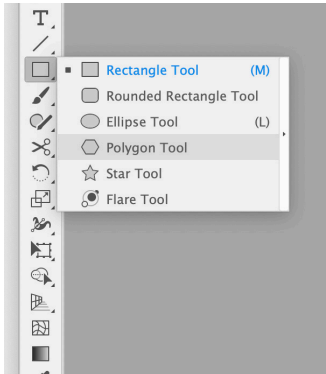 T
Rectangle Tool (M)
Rounded Rectangle Tool
Ellipse Tool (L)
Polygon Tool
Star Tool
Flare Tool